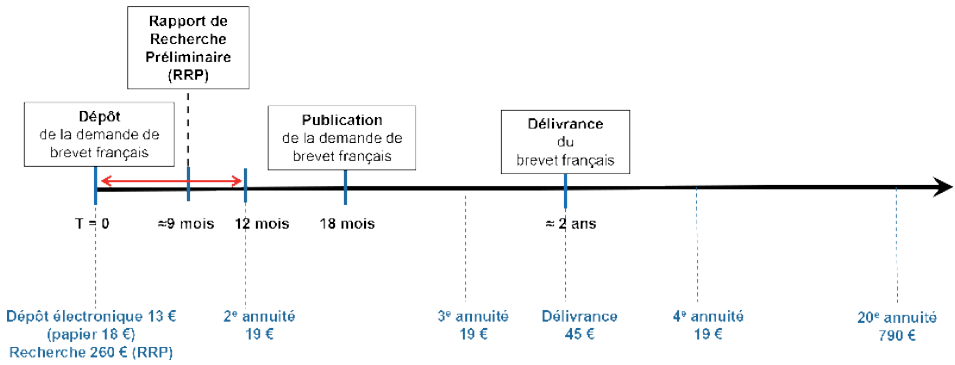 Rapport de
Recherche
Préliminaire
(RRP)
Dépôt
de la demande de
brevet français
Publication
de la demande de
brevet français
Délivrance
du
brevet français
T = 0
≈9 mois
12 mois
18 mois
≈ 2 ans
Dépôt électronique 13 €
(papier 18 €)
Recherche 260 € (RRP)
2e annuité
19 €
3e annuité
19 €
Délivrance
45 €
4e annuité
19 €
20e annuité
790 €